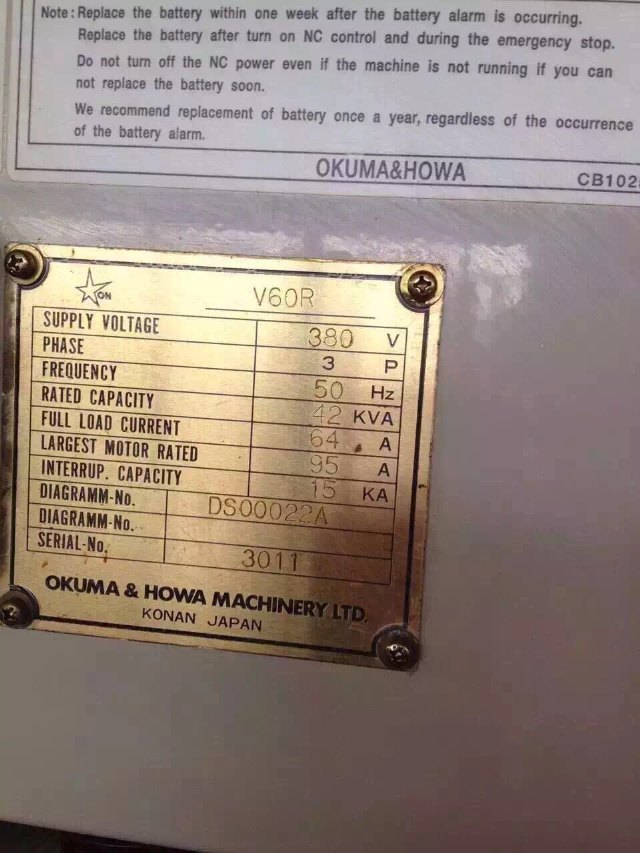 Note : Replace the battery within one week after the battery alarm is occurring.
Replace the battery after turn on NC control and during the emergency stop.
Do not turn off the NC power even if the machine is not running if you can
not replace the battery soon.
We recommend replacement of battery once a year, regardless of the occurrence
of the battery alarm.
OKUMA&HOWA
CB102
ON
V60R
SUPPLY VOLTAGE 380 V
PHASE 3 P
FREQUENCY 50 Hz
RATED CAPACITY 42 KVA
FULL LOAD CURRENT 64 A
LARGEST MOTOR RATED 95 A
INTERRUP. CAPACITY 15 KA
DIAGRAMM-No. DS00022A
DIAGRAMM-No.
SERIAL-No. 3011
OKUMA & HOWA MACHINERY LTD.
KONAN JAPAN